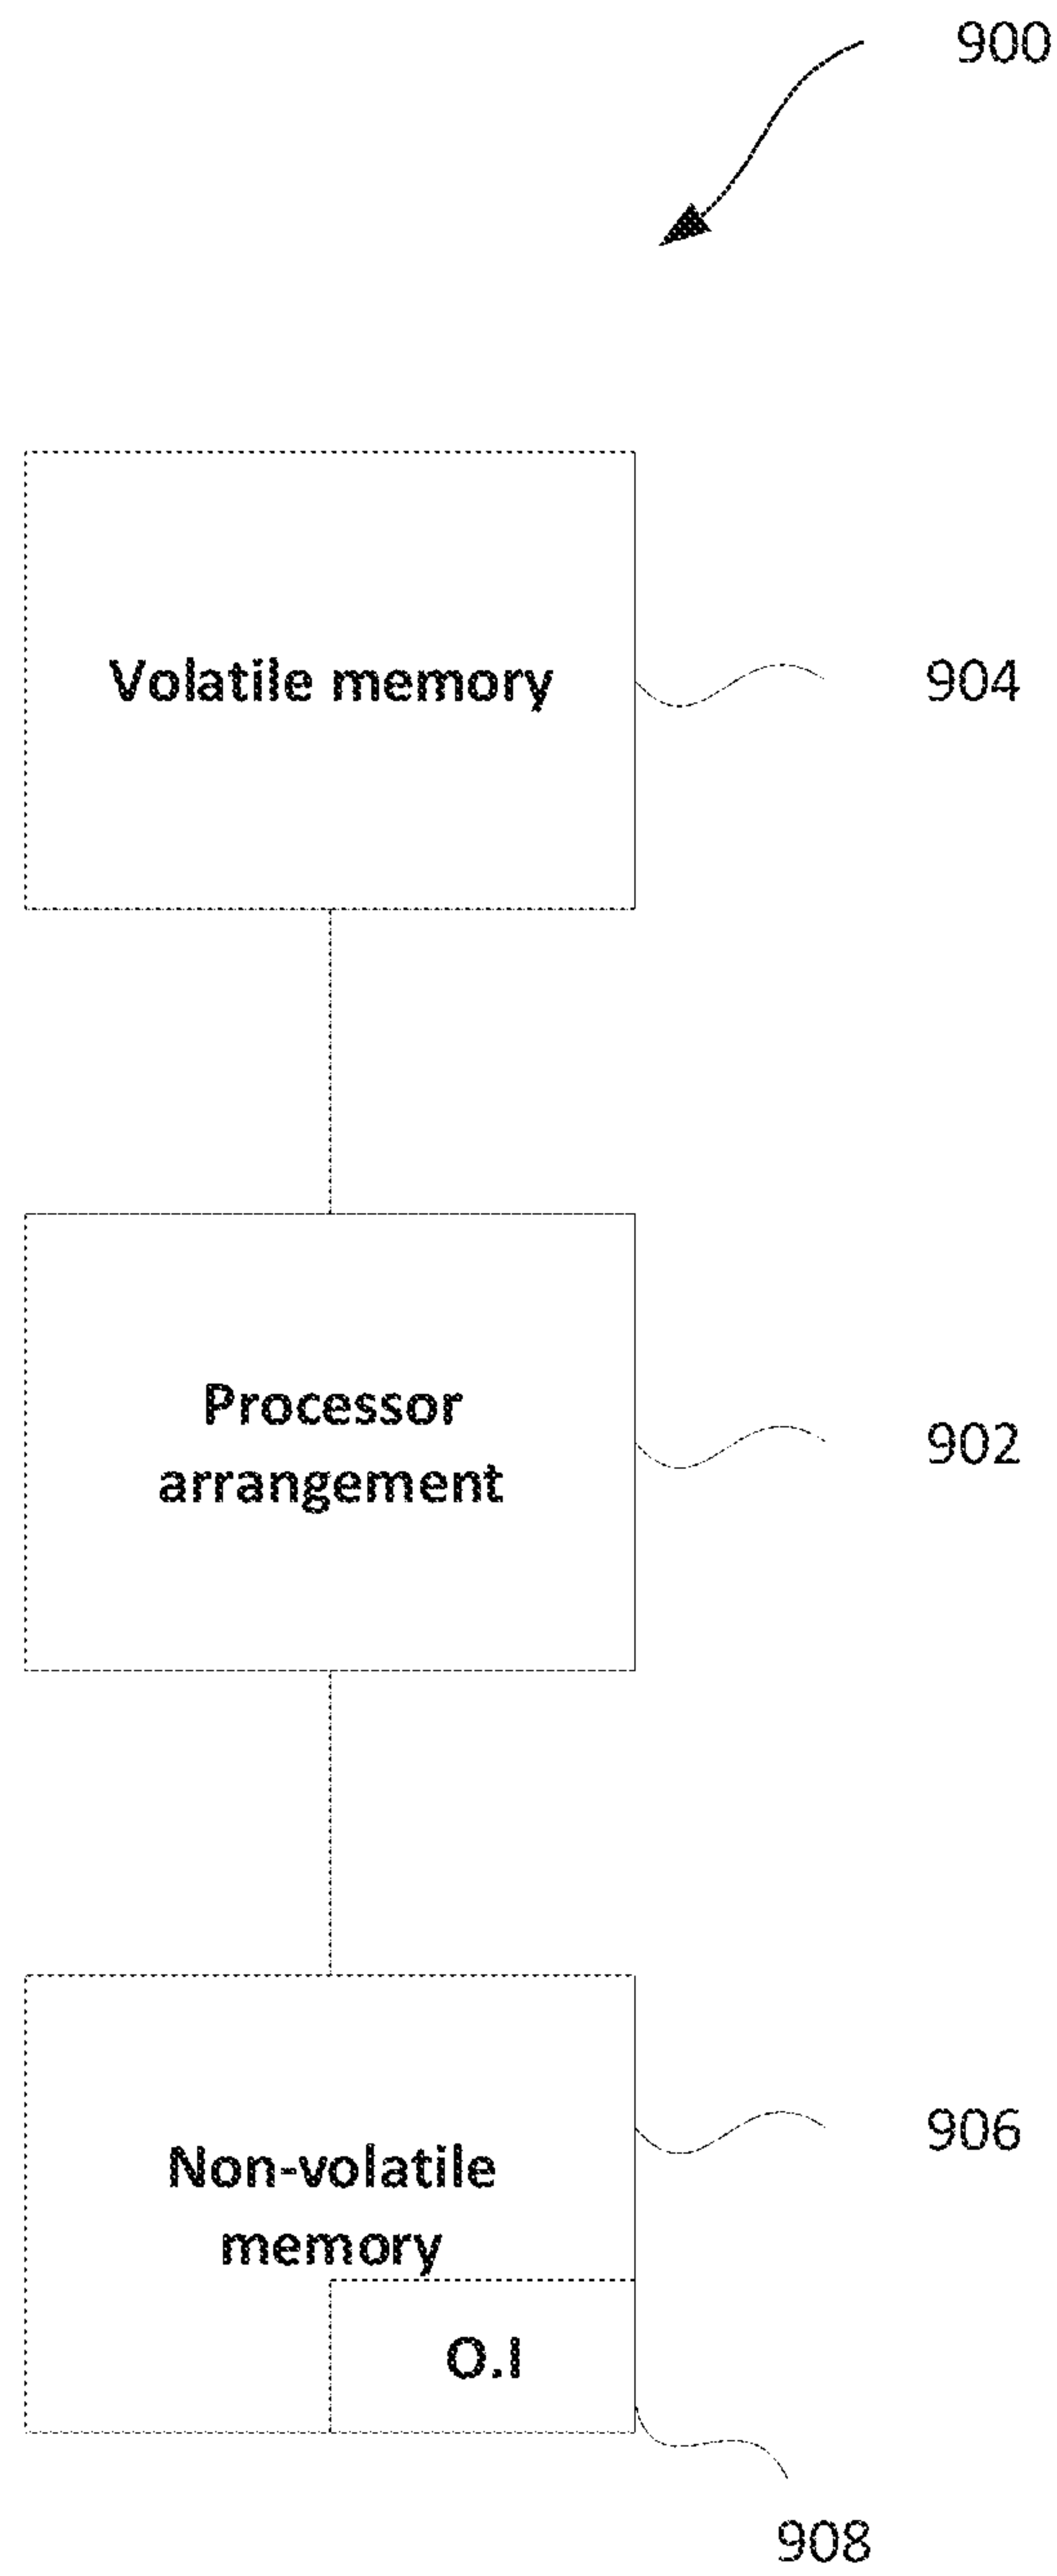 900
Volatile memory
904
Processor
arrangement
902
906
Non-volatile
memory
O.I
908